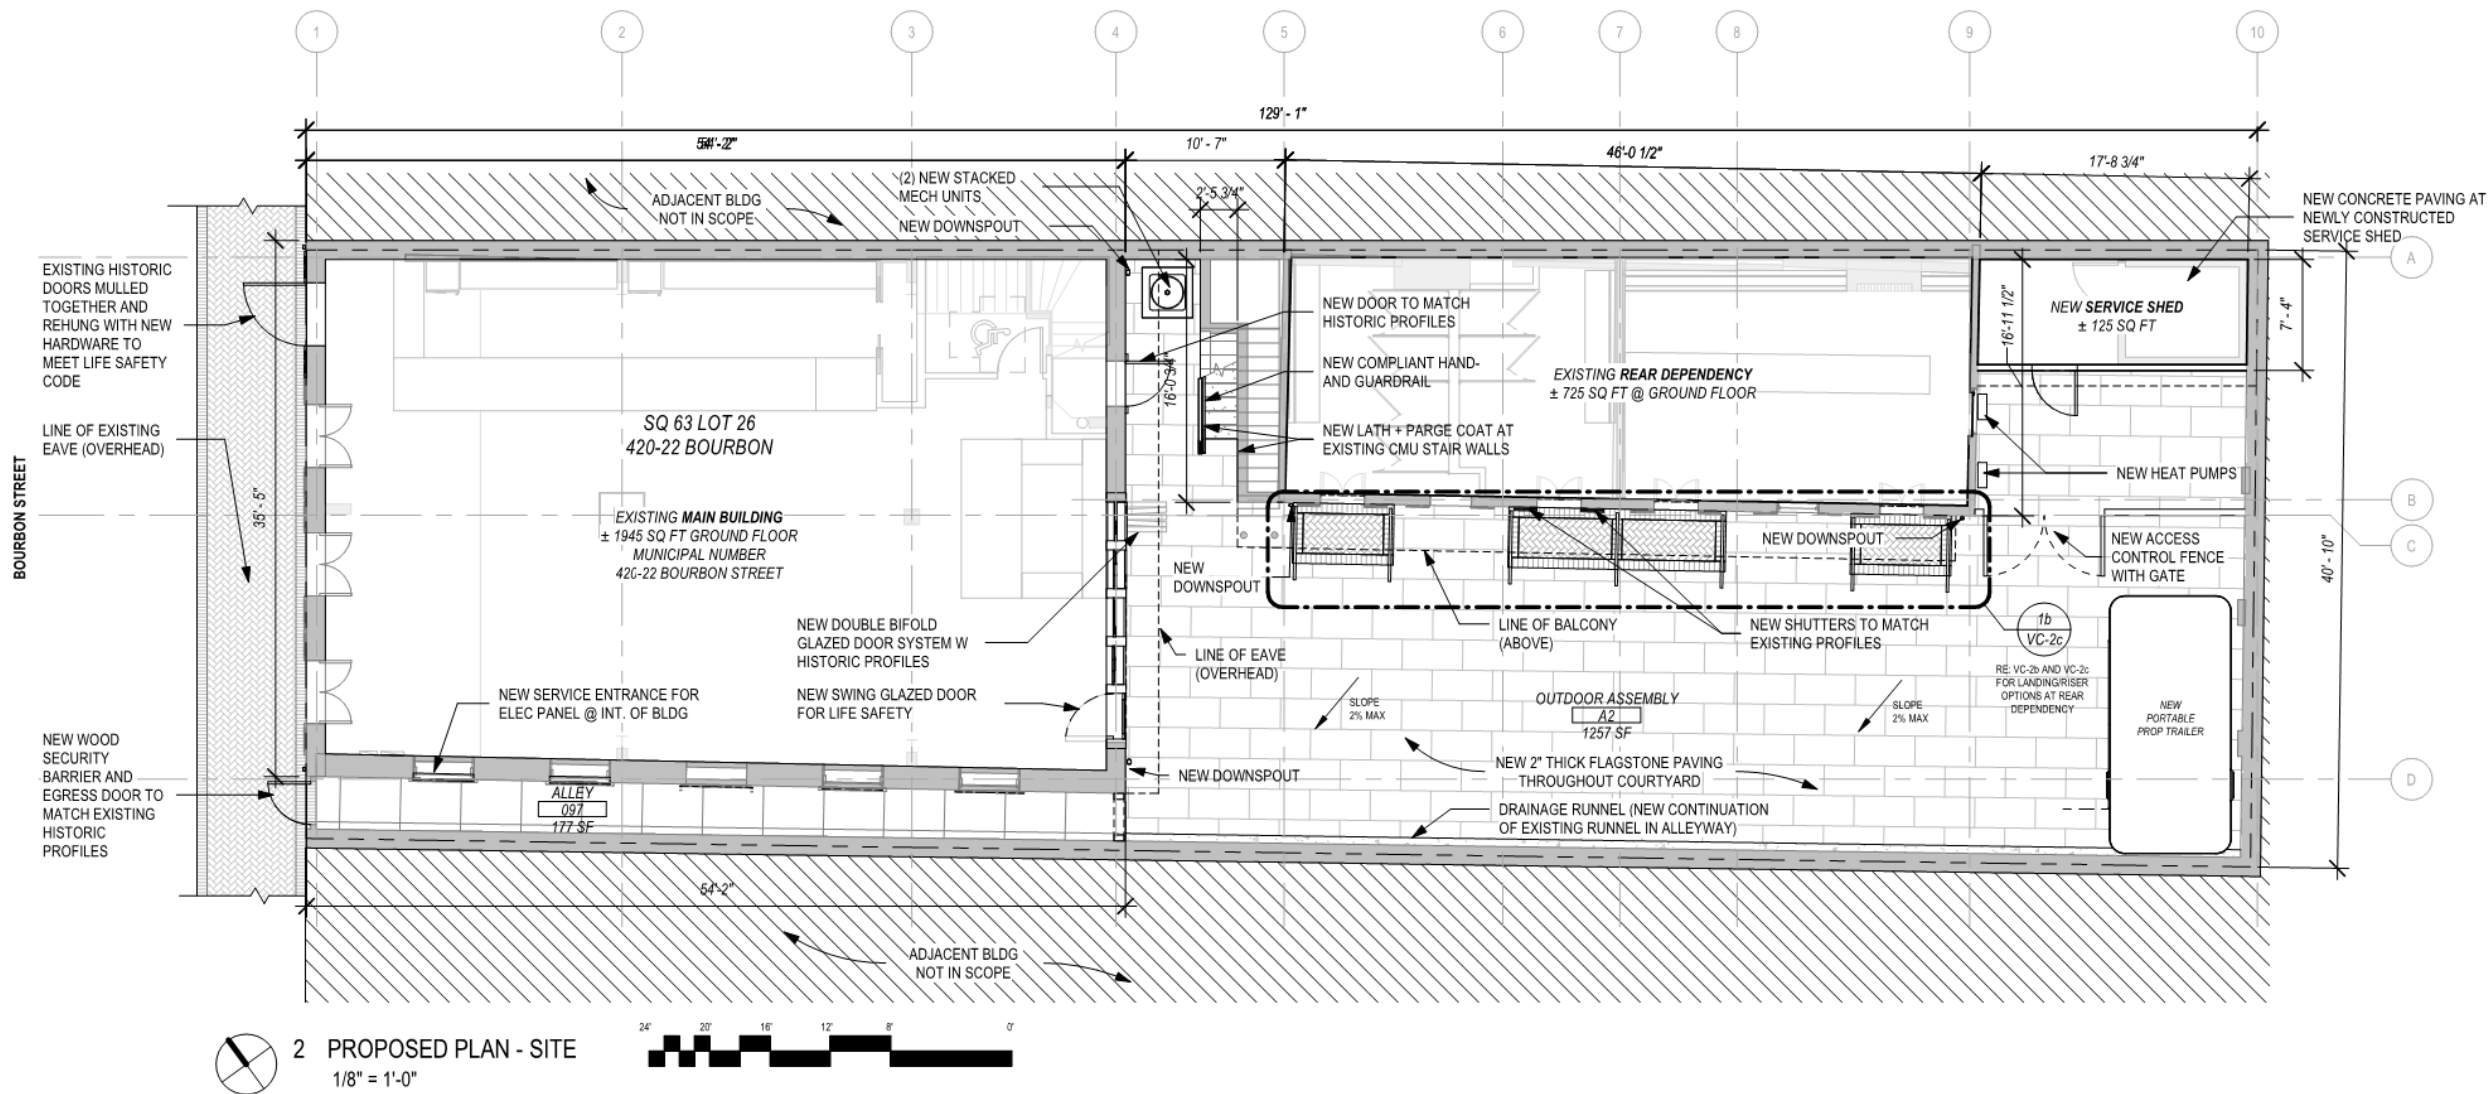 1
2
3
4
5
6
7
8
9
10
129' - 1"
10' - 7"
46'-0 1/2"
17'-8 3/4"
2'-5 3/4"
(2) NEW STACKED
MECH UNITS
NEW DOWNSPOUT
ADJACENT BLDG
NOT IN SCOPE
NEW CONCRETE PAVING AT
NEWLY CONSTRUCTED
SERVICE SHED
A
EXISTING HISTORIC
DOORS MULLED
TOGETHER AND
REHUNG WITH NEW
HARDWARE TO
MEET LIFE SAFETY
CODE
NEW DOOR TO MATCH
HISTORIC PROFILES
16'-11 1/2"
NEW SERVICE SHED
± 125 SQ FT
7' - 4"
NEW COMPLIANT HAND-
AND GUARDRAIL
16'-0 3/4"
EXISTING REAR DEPENDENCY
± 725 SQ FT @ GROUND FLOOR
LINE OF EXISTING
EAVE (OVERHEAD)
SQ 63 LOT 26
420-22 BOURBON
NEW LATH + PARGE COAT AT
EXISTING CMU STAIR WALLS
NEW HEAT PUMPS
B
BOURBON STREET
35' - 5"
EXISTING MAIN BUILDING
± 1945 SQ FT GROUND FLOOR
MUNICIPAL NUMBER
420-22 BOURBON STREET
NEW DOWNSPOUT
NEW ACCESS
CONTROL FENCE
WITH GATE
C
40' - 10"
NEW
DOWNSPOUT
NEW DOUBLE BIFOLD
GLAZED DOOR SYSTEM W
HISTORIC PROFILES
LINE OF BALCONY
(ABOVE)
NEW SHUTTERS TO MATCH
EXISTING PROFILES
1b
VC-2c
LINE OF EAVE
(OVERHEAD)
RE: VC-2b AND VC-2c
FOR LANDING/RISER
OPTIONS AT REAR
DEPENDENCY
NEW SERVICE ENTRANCE FOR
ELEC PANEL @ INT. OF BLDG
NEW SWING GLAZED DOOR
FOR LIFE SAFETY
SLOPE
2% MAX
OUTDOOR ASSEMBLY
A2
1257 SF
SLOPE
2% MAX
NEW
PORTABLE
PROP TRAILER
NEW WOOD
SECURITY
BARRIER AND
EGRESS DOOR TO
MATCH EXISTING
HISTORIC
PROFILES
NEW DOWNSPOUT
NEW 2" THICK FLAGSTONE PAVING
THROUGHOUT COURTYARD
D
ALLEY
097
177 SF
DRAINAGE RUNNEL (NEW CONTINUATION
OF EXISTING RUNNEL IN ALLEYWAY)
54'-2"
ADJACENT BLDG
NOT IN SCOPE
24'
20'
16'
12'
8'
0'
2 PROPOSED PLAN - SITE
1/8" = 1'-0"